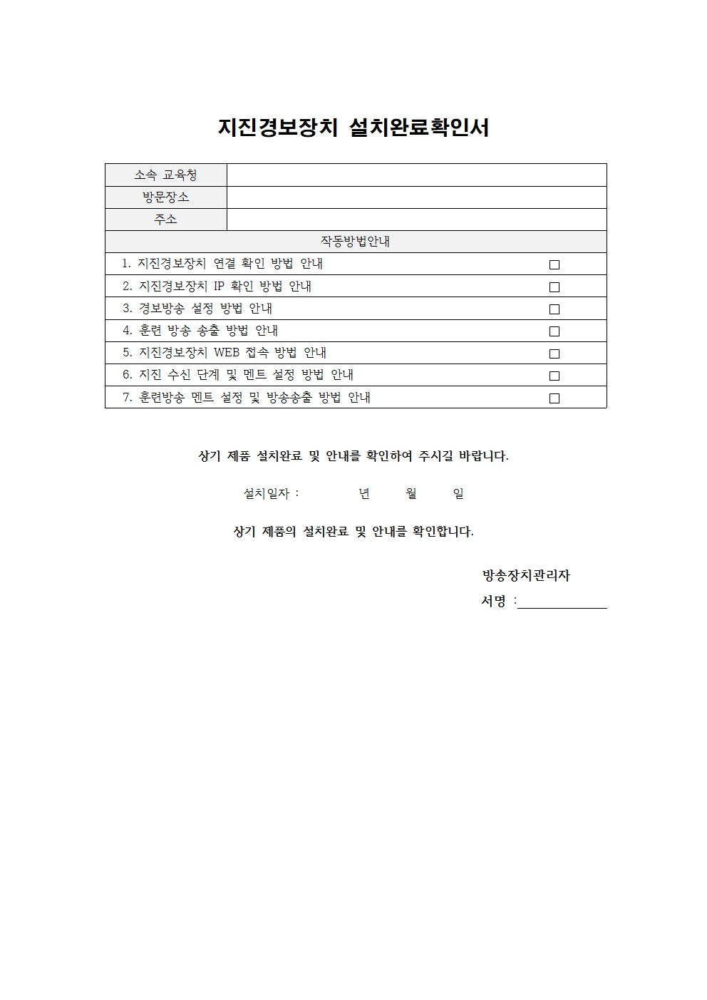 지진경보장치 설치완료확인서
소속 교육청
방문장소
주소
작동방법안내
1. 지진경보장치 연결 확인 방법 안내 □
2. 지진경보장치 IP 확인 방법 안내 □
3. 경보방송 설정 방법 안내 □
4. 훈련 방송 송출 방법 안내 □
5. 지진경보장치 WEB 접속 방법 안내 □
6. 지진 수신 단계 및 멘트 설정 방법 안내 □
7. 훈련방송 멘트 설정 및 방송송출 방법 안내 □
상기 제품 설치완료 및 안내를 확인하여 주시길 바랍니다.
설치일자 : 년 월 일
상기 제품의 설치완료 및 안내를 확인합니다.
방송장치관리자
서명 :